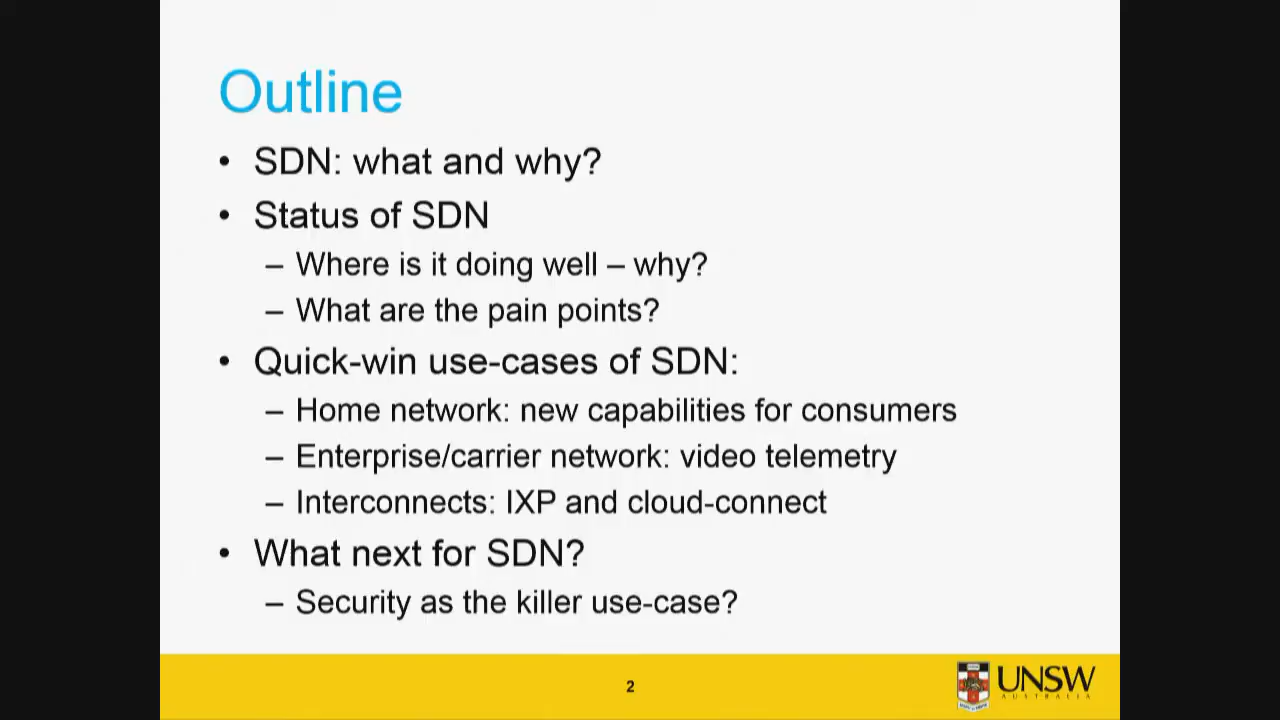 Outline
• SDN: what and why?
• Status of SDN
– Where is it doing well – why?
– What are the pain points?
• Quick-win use-cases of SDN:
– Home network: new capabilities for consumers
– Enterprise/carrier network: video telemetry
– Interconnects: IXP and cloud-connect
• What next for SDN?
– Security as the killer use-case?
2
UNSW
AUSTRALIA